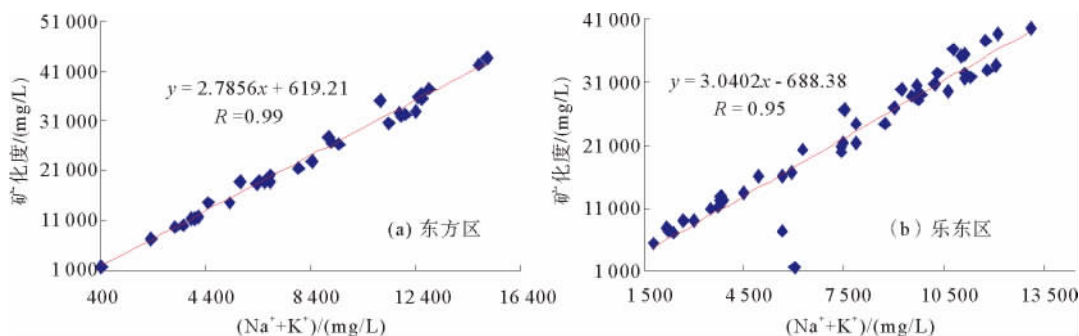 51 000
41 000
31 000
21 000
11 000
1 000
矿化度/(mg/L)
y = 2.7856x + 619.21
R = 0.99
(a) 东方区
400
4 400
8 400
12 400
16 400
(Na⁺+K⁺)/(mg/L)
41 000
31 000
21 000
11 000
1 000
矿化度/(mg/L)
y = 3.0402x - 688.38
R = 0.95
（b）乐东区
1 500
4 500
7 500
10 500
13 500
(Na⁺+K⁺)/(mg/L)